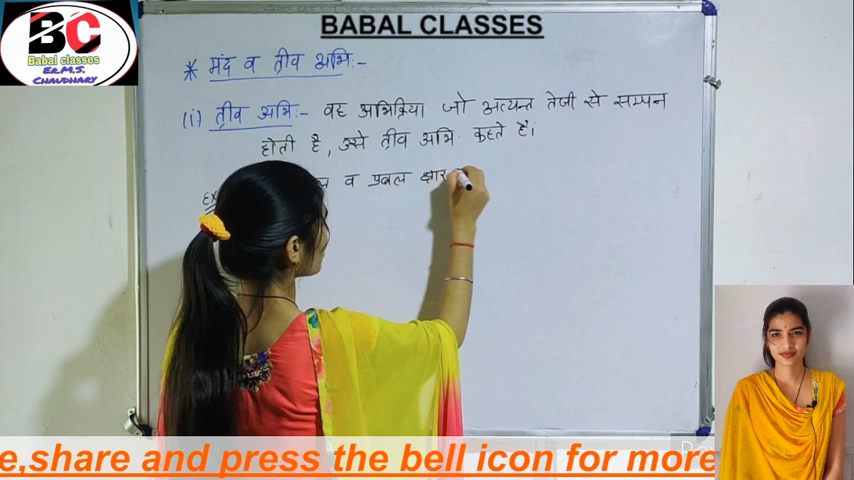 BABAL CLASSES
BC
Babal classes
ER.M.S.
CHAUDHARY
* मंद व तीव अभि:-
(i) तीव अभि:- वह अभिक्रिया जो अत्यन्त तेजी से सम्पन
होती है, उसे तीव अभि कहते है।
Ex व प्रबल क्षार
e,share and press the bell icon for more